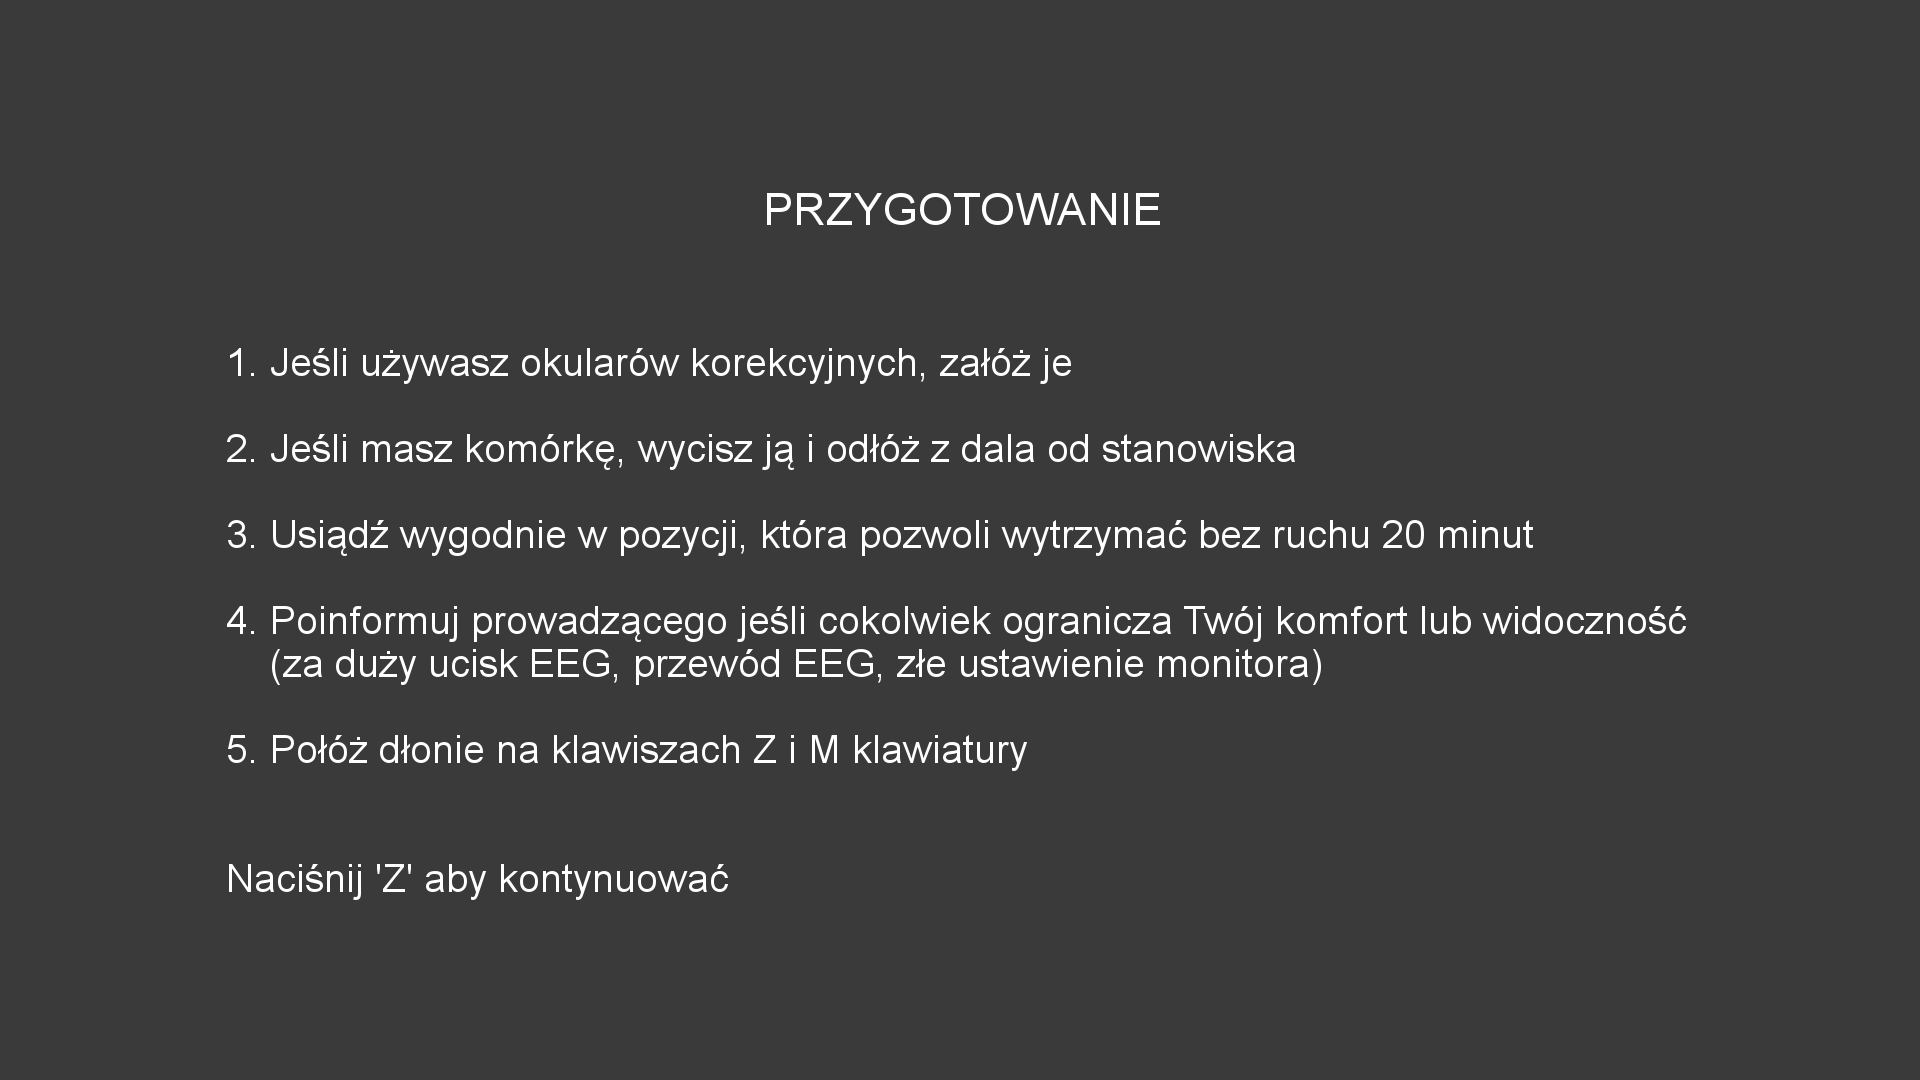 PRZYGOTOWANIE
1. Jeśli używasz okularów korekcyjnych, załóż je
2. Jeśli masz komórkę, wycisz ją i odłóż z dala od stanowiska
3. Usiądź wygodnie w pozycji, która pozwoli wytrzymać bez ruchu 20 minut
4. Poinformuj prowadzącego jeśli cokolwiek ogranicza Twój komfort lub widoczność
(za duży ucisk EEG, przewód EEG, złe ustawienie monitora)
5. Połóż dłonie na klawiszach Z i M klawiatury
Naciśnij 'Z' aby kontynuować